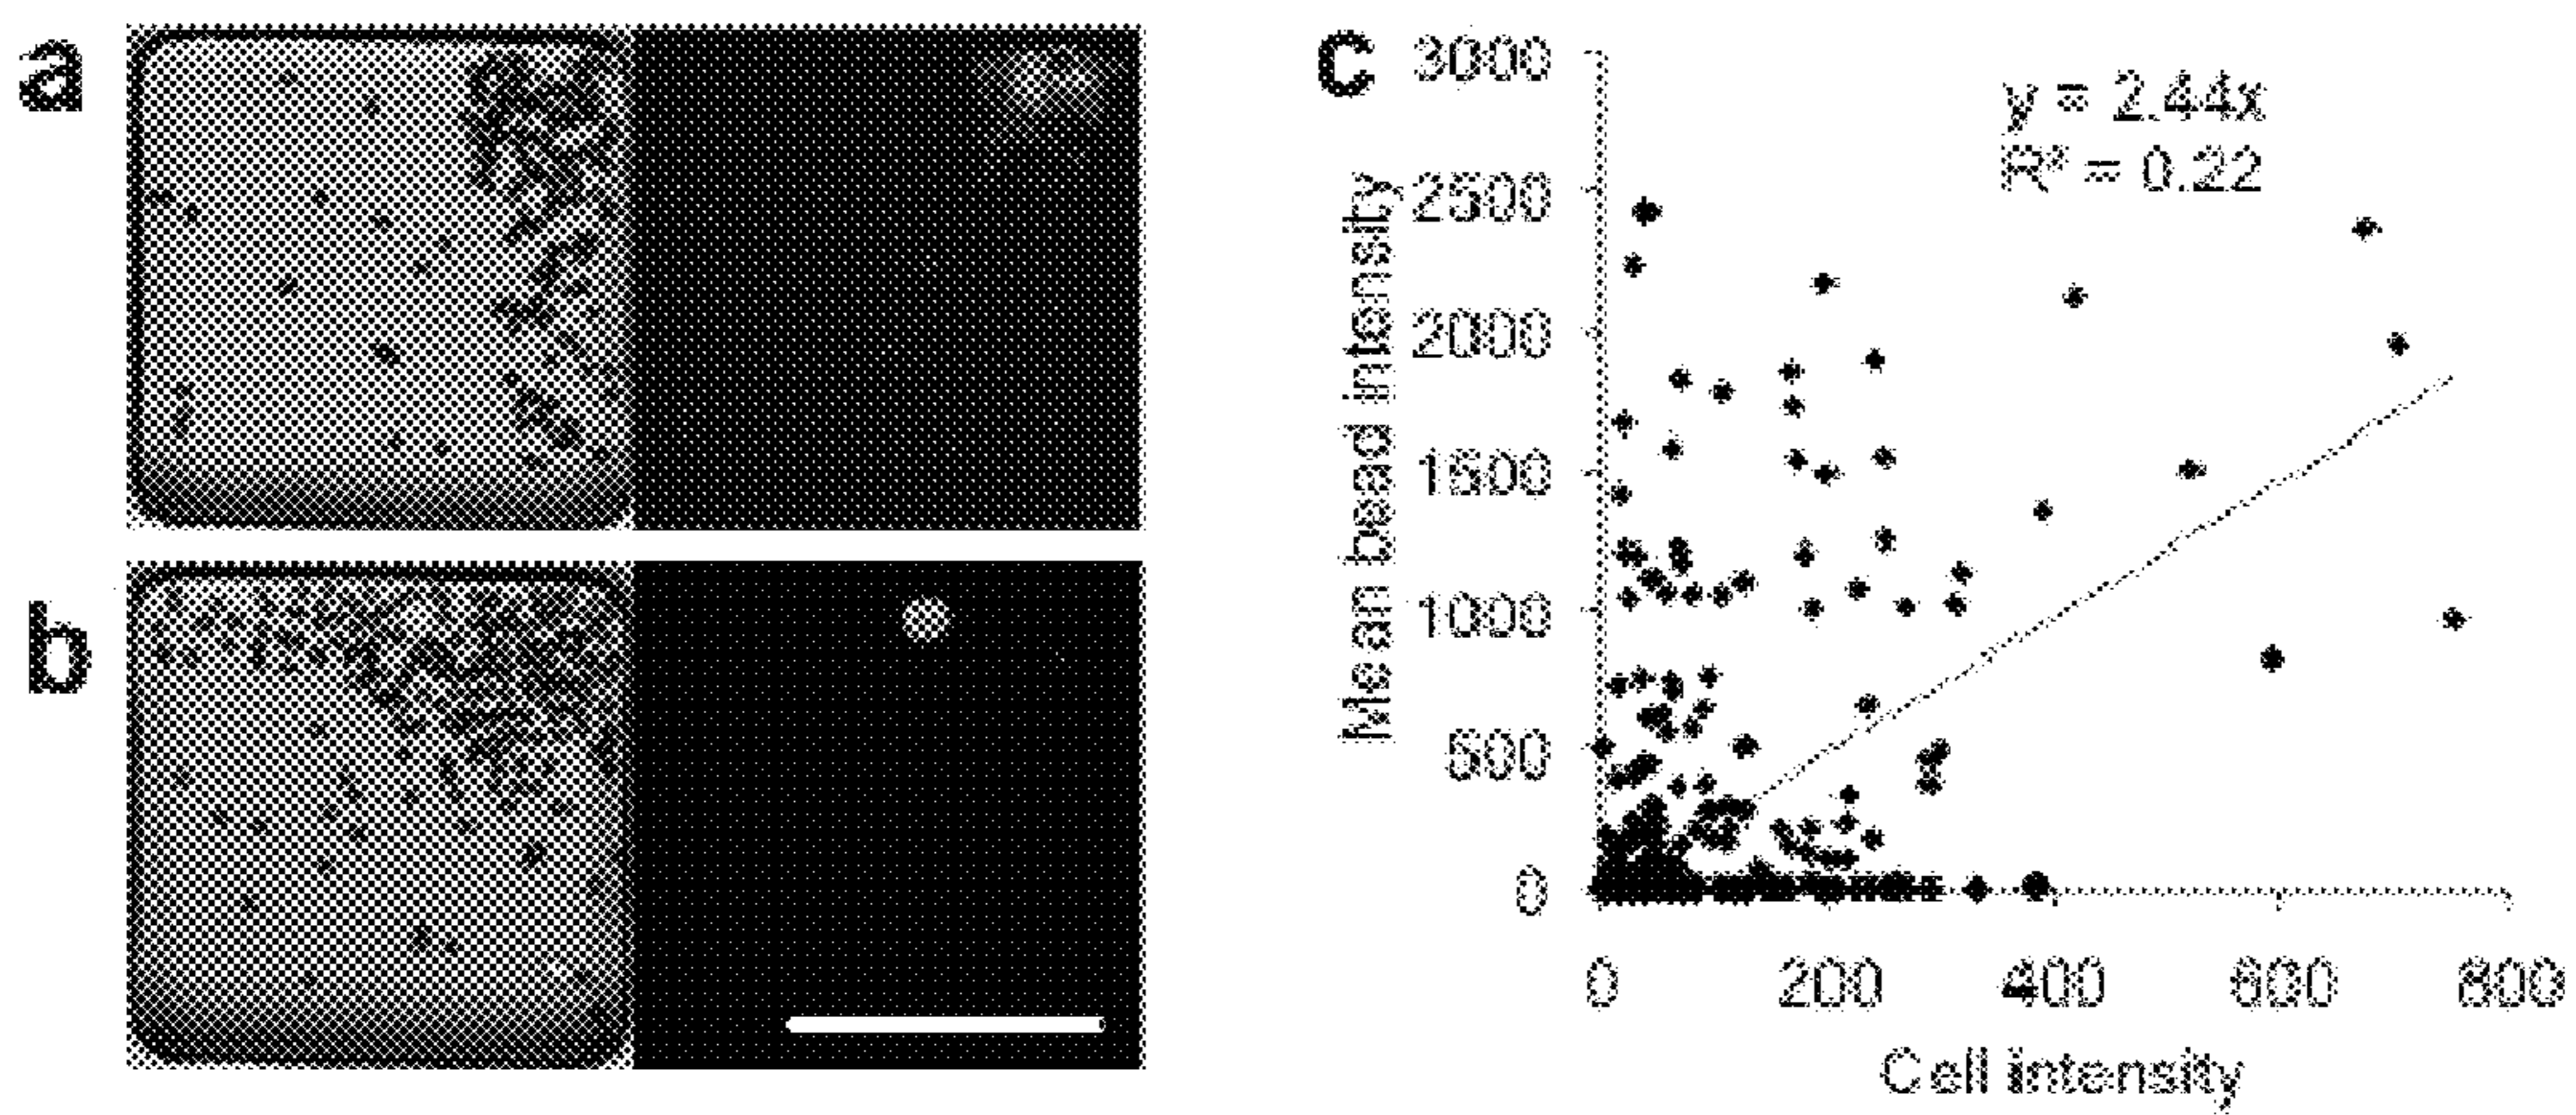 a
b
c
3000
2500
2000
1500
1000
500
0
Mean bead intensity
y = 2.44x
R² = 0.22
0 200 400 600 800
Cell intensity